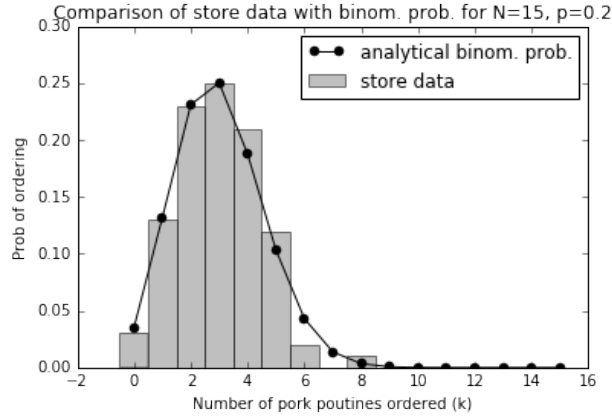 Comparison of store data with binom. prob. for N=15, p=0.2
analytical binom. prob.
store data
Prob of ordering
0.30
0.25
0.20
0.15
0.10
0.05
0.00
−2 0 2 4 6 8 10 12 14 16
Number of pork poutines ordered (k)